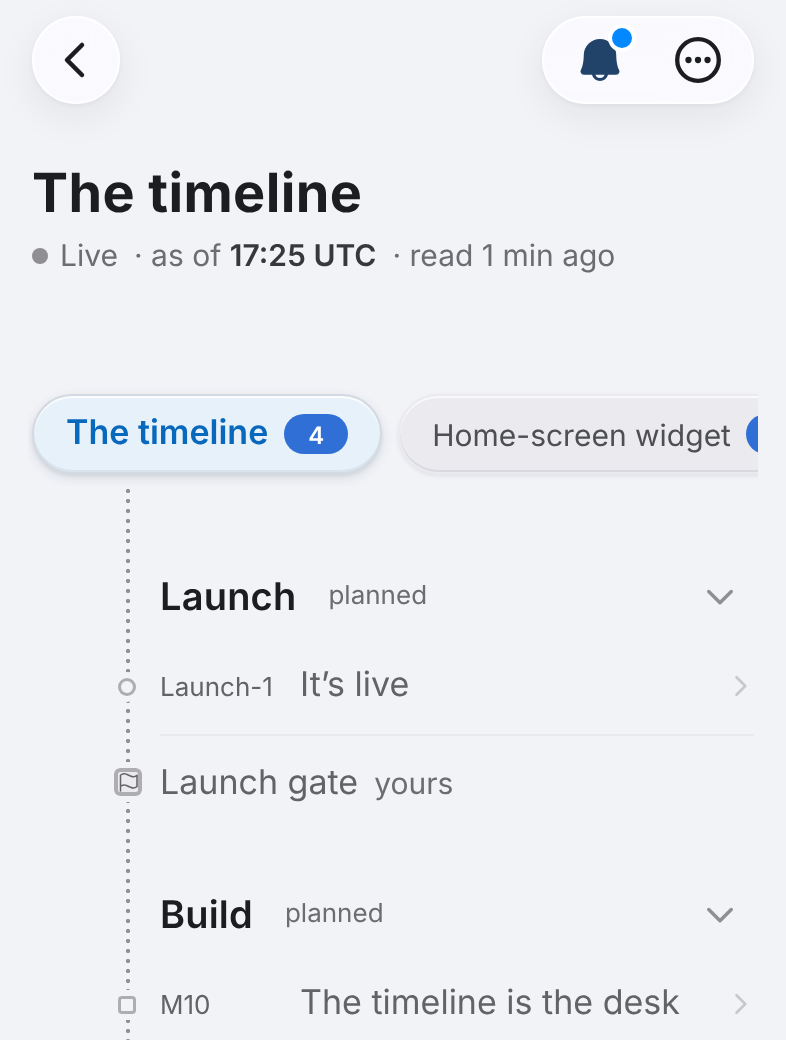 The timeline
Live · as of 17:25 UTC · read 1 min ago
The timeline 4 Home-screen widget
Launch planned
Launch-1 It’s live
Launch gate yours
Build planned
M10 The timeline is the desk